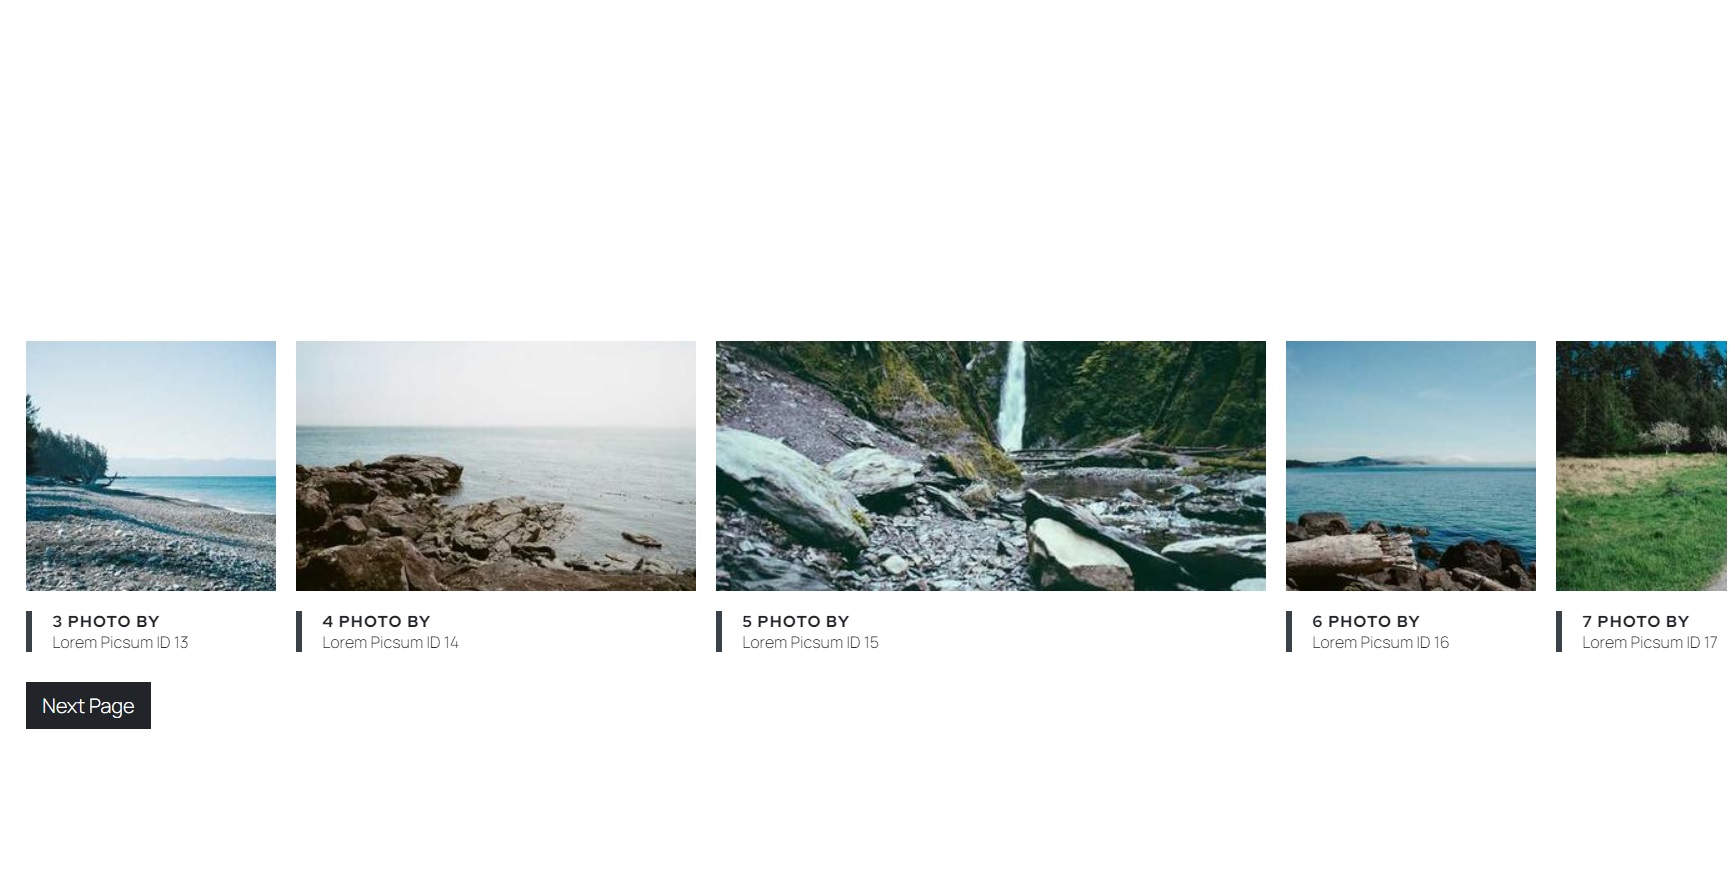 3 PHOTO BY
Lorem Picsum ID 13
4 PHOTO BY
Lorem Picsum ID 14
5 PHOTO BY
Lorem Picsum ID 15
6 PHOTO BY
Lorem Picsum ID 16
7 PHOTO BY
Lorem Picsum ID 17
Next Page